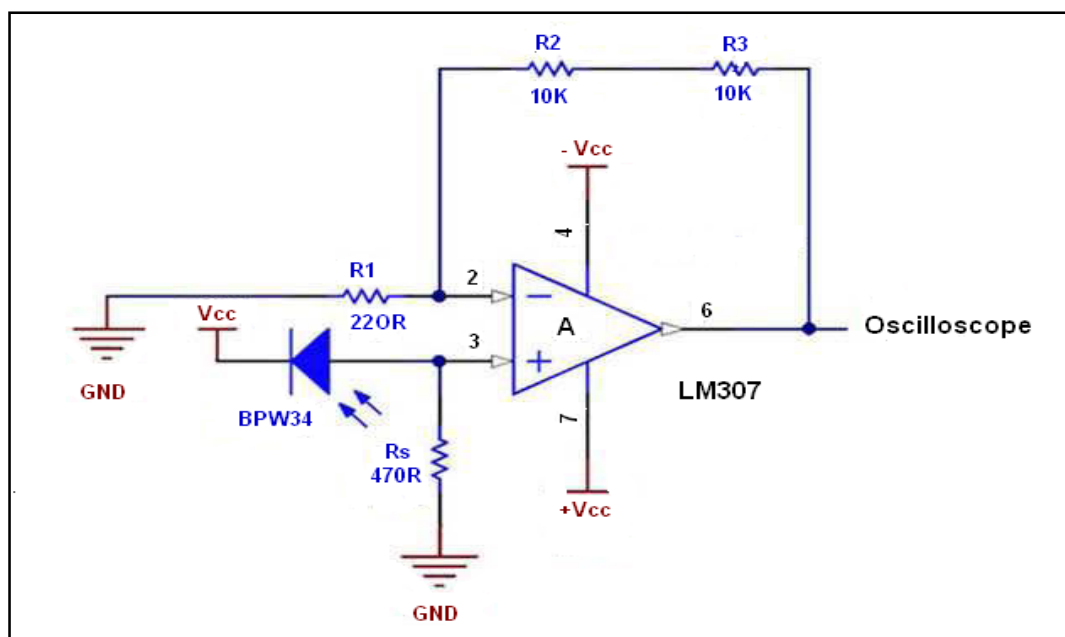 R2
R3
10K
10K
- Vcc
4
R1
2
220R
Vcc
A
6
Oscilloscope
3
GND
LM307
BPW34
7
Rs
470R
+Vcc
GND